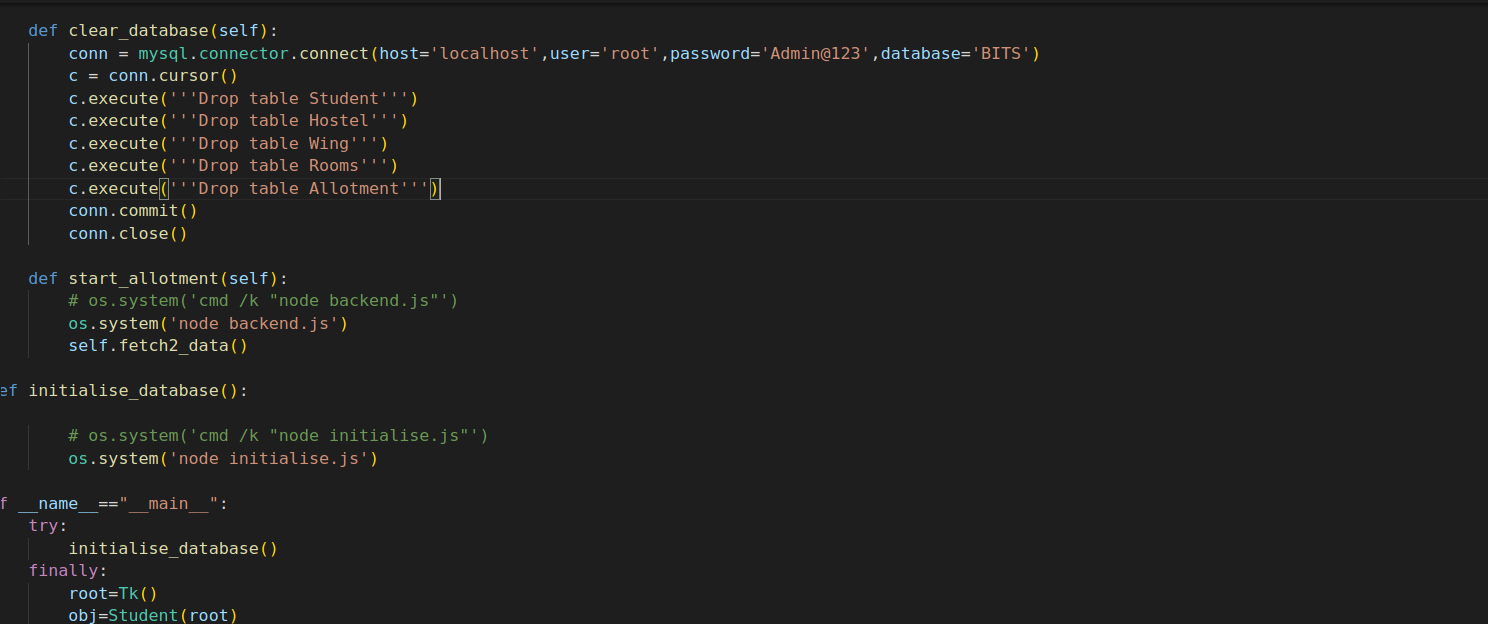 def clear_database(self):
conn = mysql.connector.connect(host='localhost',user='root',password='Admin@123',database='BITS')
c = conn.cursor()
c.execute('''Drop table Student''')
c.execute('''Drop table Hostel''')
c.execute('''Drop table Wing''')
c.execute('''Drop table Rooms''')
c.execute('''Drop table Allotment''')
conn.commit()
conn.close()
def start_allotment(self):
# os.system('cmd /k "node backend.js"')
os.system('node backend.js')
self.fetch2_data()
ef initialise_database():
# os.system('cmd /k "node initialise.js"')
os.system('node initialise.js')
f __name__=="__main__":
try:
initialise_database()
finally:
root=Tk()
obj=Student(root)